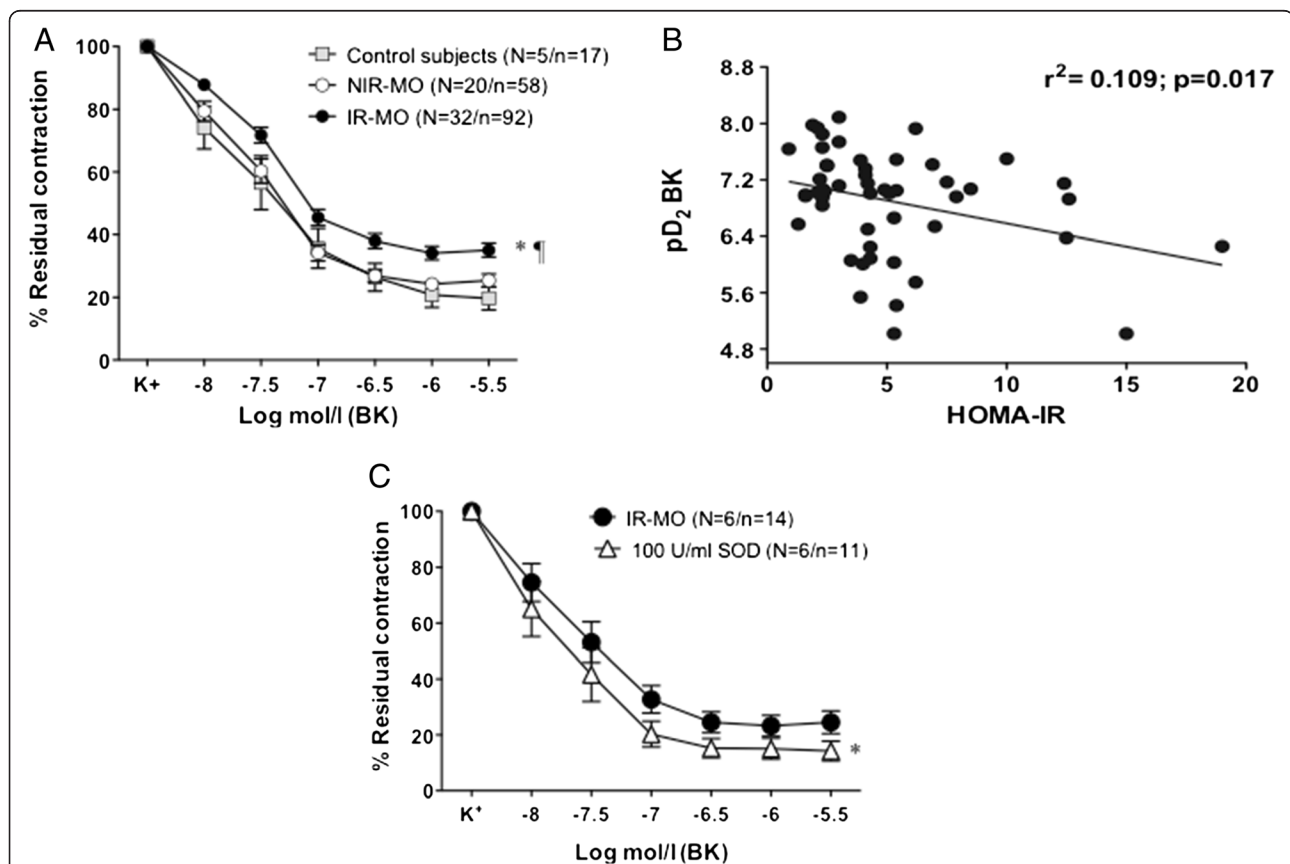 A
Control subjects (N=5/n=17)
NIR-MO (N=20/n=58)
IR-MO (N=32/n=92)
% Residual contraction
100
80
60
40
20
0
* ¶
K+ -8 -7.5 -7 -6.5 -6 -5.5
Log mol/l (BK)
B
r²= 0.109; p=0.017
pD₂ BK
8.8
8.0
7.2
6.4
5.6
4.8
0 5 10 15 20
HOMA-IR
C
IR-MO (N=6/n=14)
100 U/ml SOD (N=6/n=11)
% Residual contraction
100
80
60
40
20
0
*
K⁺ -8 -7.5 -7 -6.5 -6 -5.5
Log mol/l (BK)